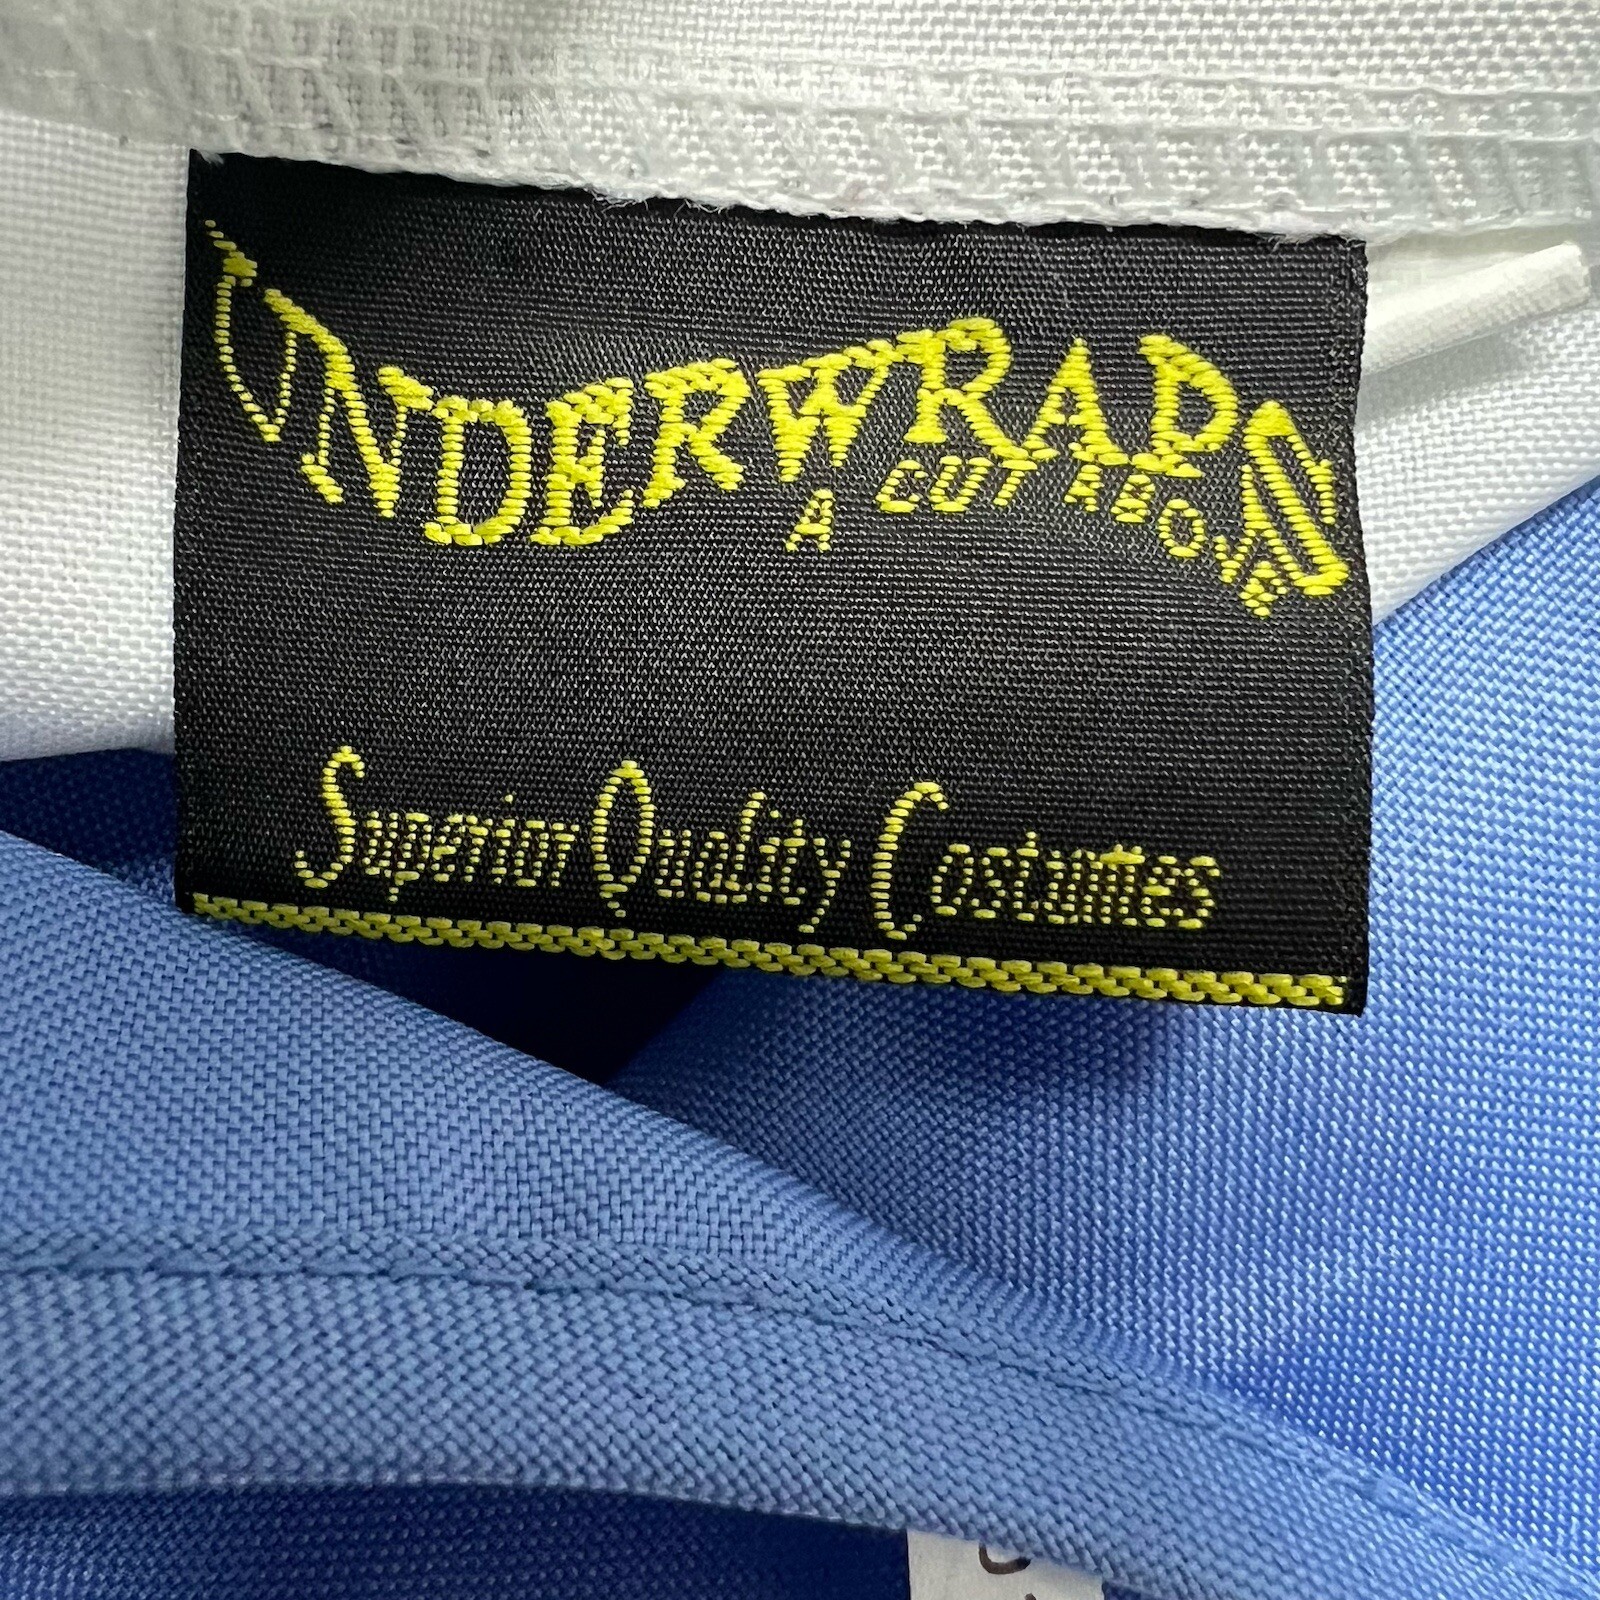 UNDERWRAPS
A CUT ABOVE
Superior Quality Costumes